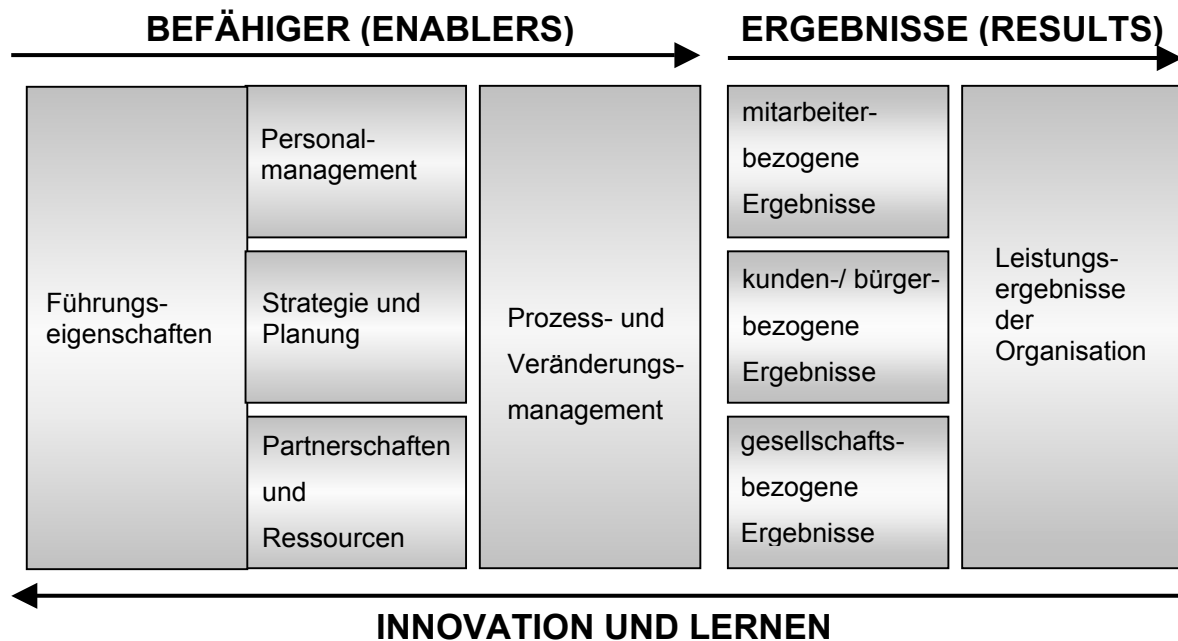 BEFÄHIGER (ENABLERS)
ERGEBNISSE (RESULTS)
Führungs-
eigenschaften
Personal-
management
Strategie und
Planung
Partnerschaften
und
Ressourcen
Prozess- und
Veränderungs-
management
mitarbeiter-
bezogene
Ergebnisse
kunden-/ bürger-
bezogene
Ergebnisse
gesellschafts-
bezogene
Ergebnisse
Leistungs-
ergebnisse
der
Organisation
INNOVATION UND LERNEN